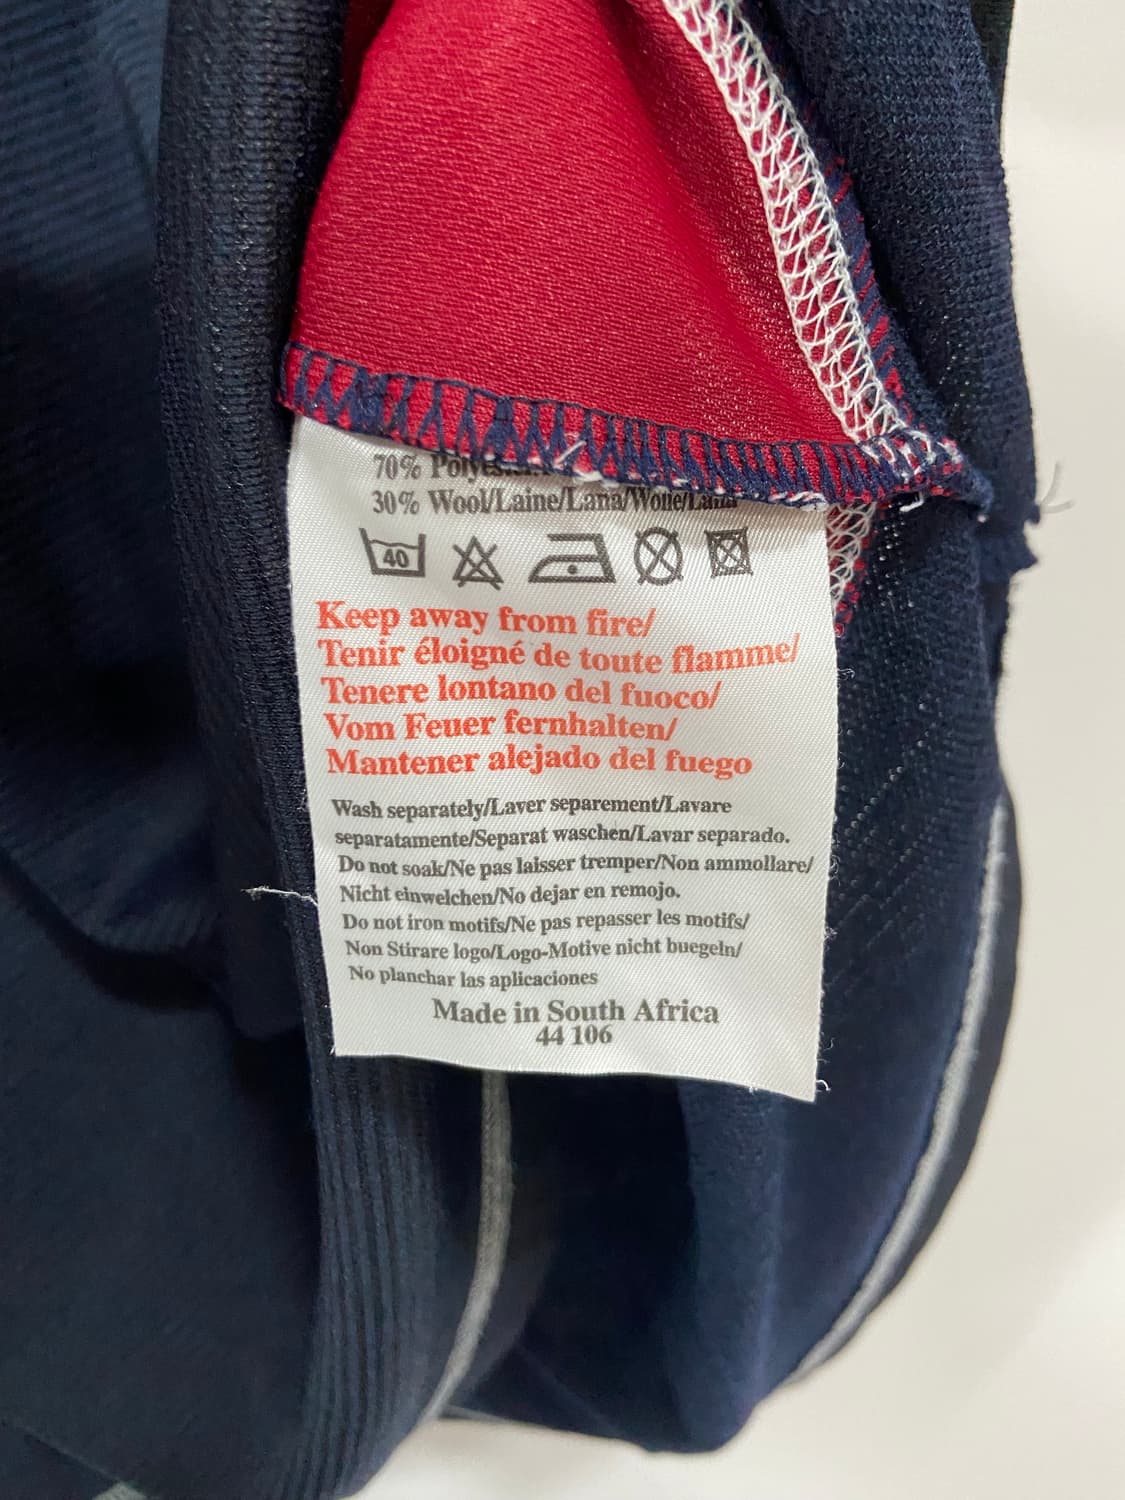 70%
30% Wool/Laine/Lana/Wolle/Lana
40
Keep away from fire/
Tenir éloigné de toute flamme/
Tenere lontano del fuoco/
Vom Feuer fernhalten/
Mantener alejado del fuego
Wash separately/Laver separement/Lavare
separatamente/Separat waschen/Lavar separado.
Do not soak/Ne pas laisser tremper/Non ammollare/
Nicht einwelchen/No dejar en remojo.
Do not iron motifs/Ne pas repasser les motifs/
Non Stirare logo/Logo-Motive nicht buegeln/
No planchar las aplicaciones
Made in South Africa
44 106